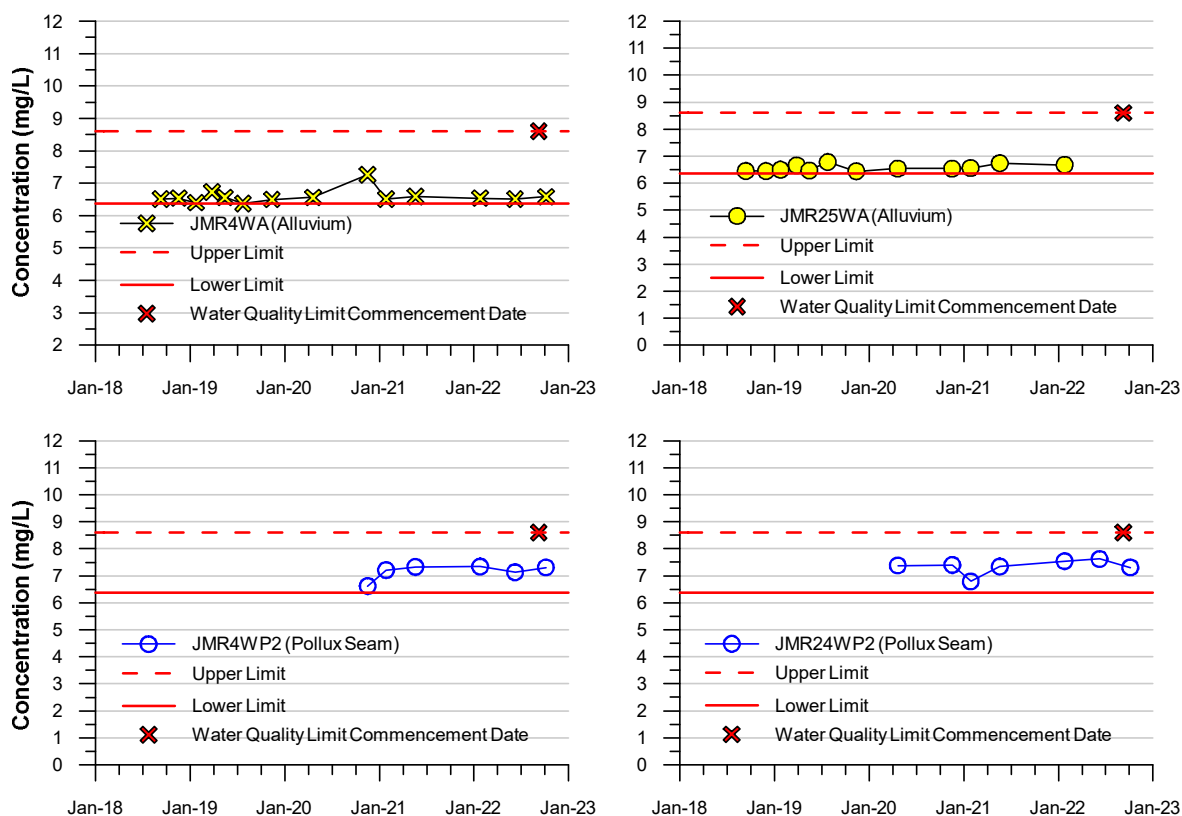 12
11
10
9
8
7
6
5
4
3
2
Concentration (mg/L)
JMR4WA (Alluvium)
Upper Limit
Lower Limit
Water Quality Limit Commencement Date
Jan-18 Jan-19 Jan-20 Jan-21 Jan-22 Jan-23
12
11
10
9
8
7
6
5
4
3
2
1
0
JMR25WA (Alluvium)
Upper Limit
Lower Limit
Water Quality Limit Commencement Date
Jan-18 Jan-19 Jan-20 Jan-21 Jan-22 Jan-23
12
11
10
9
8
7
6
5
4
3
2
1
0
Concentration (mg/L)
JMR4WP2 (Pollux Seam)
Upper Limit
Lower Limit
Water Quality Limit Commencement Date
Jan-18 Jan-19 Jan-20 Jan-21 Jan-22 Jan-23
12
11
10
9
8
7
6
5
4
3
2
1
0
JMR24WP2 (Pollux Seam)
Upper Limit
Lower Limit
Water Quality Limit Commencement Date
Jan-18 Jan-19 Jan-20 Jan-21 Jan-22 Jan-23